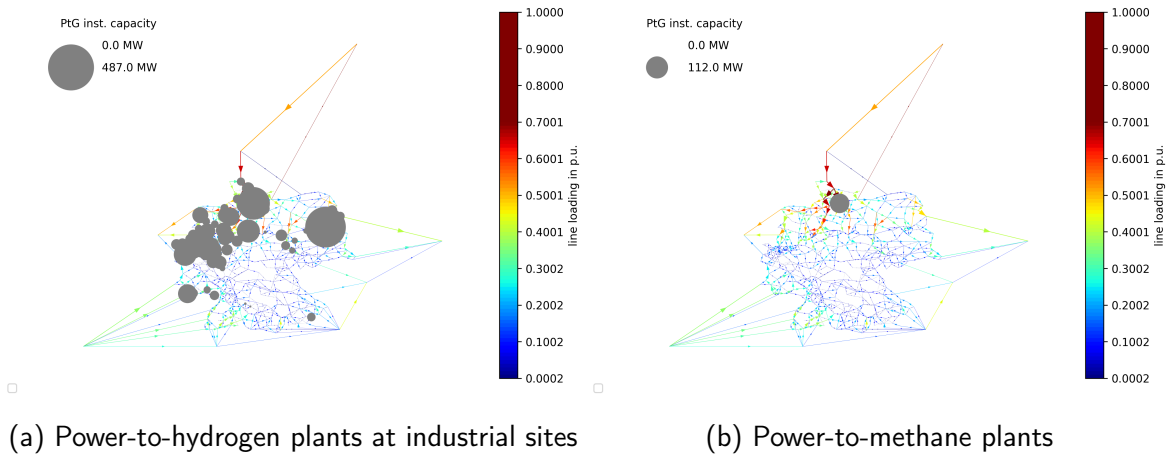 PtG inst. capacity
0.0 MW
487.0 MW
1.0000
0.9000
0.8000
0.7001
0.6001
0.5001
0.4001
0.3002
0.2002
0.1002
0.0002
line loading in p.u.
(a) Power-to-hydrogen plants at industrial sites
PtG inst. capacity
0.0 MW
112.0 MW
1.0000
0.9000
0.8000
0.7001
0.6001
0.5001
0.4001
0.3002
0.2002
0.1002
0.0002
line loading in p.u.
(b) Power-to-methane plants